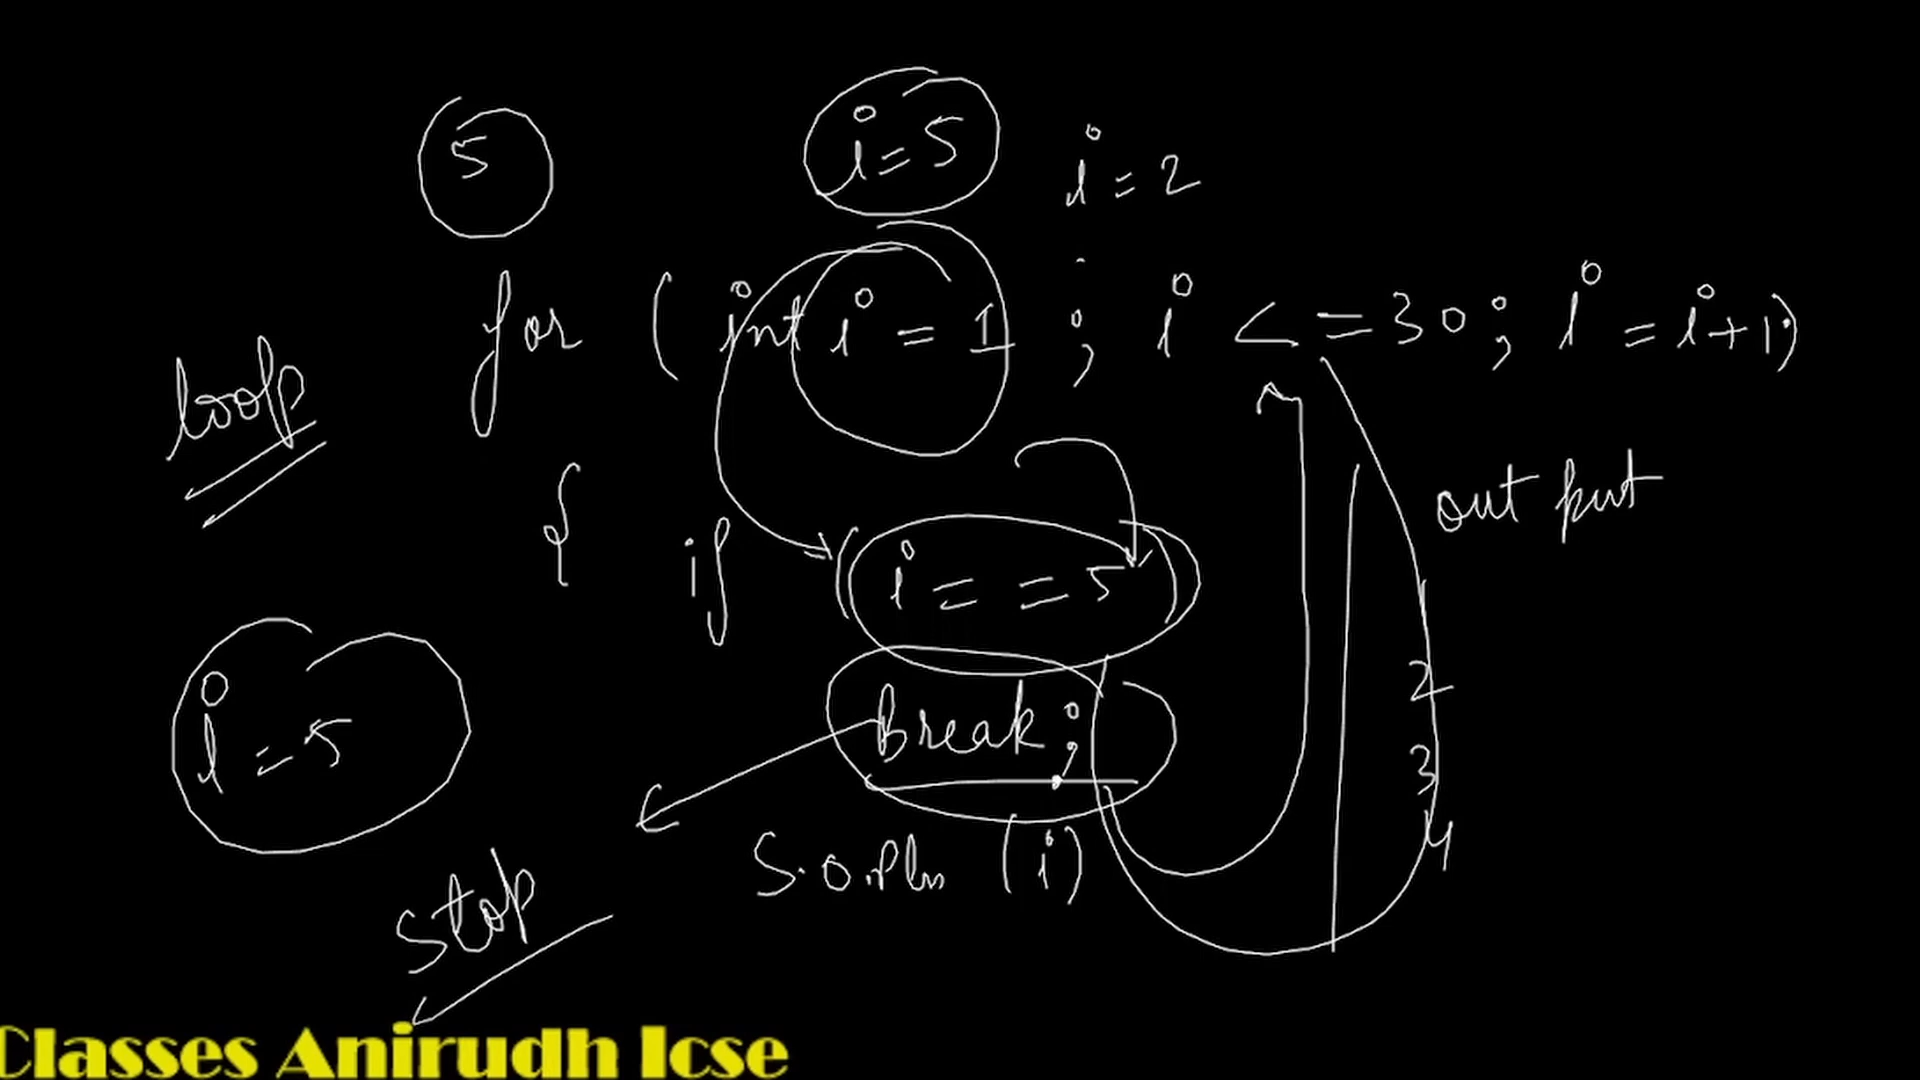 5
i=5
i=2
for (int i=1; i<=30; i=i+1)
loop
out put
{ if (i==5)
i=5
Break;
2
3
4
S.o.Pln (i)
stop
Classes Anirudh Icse